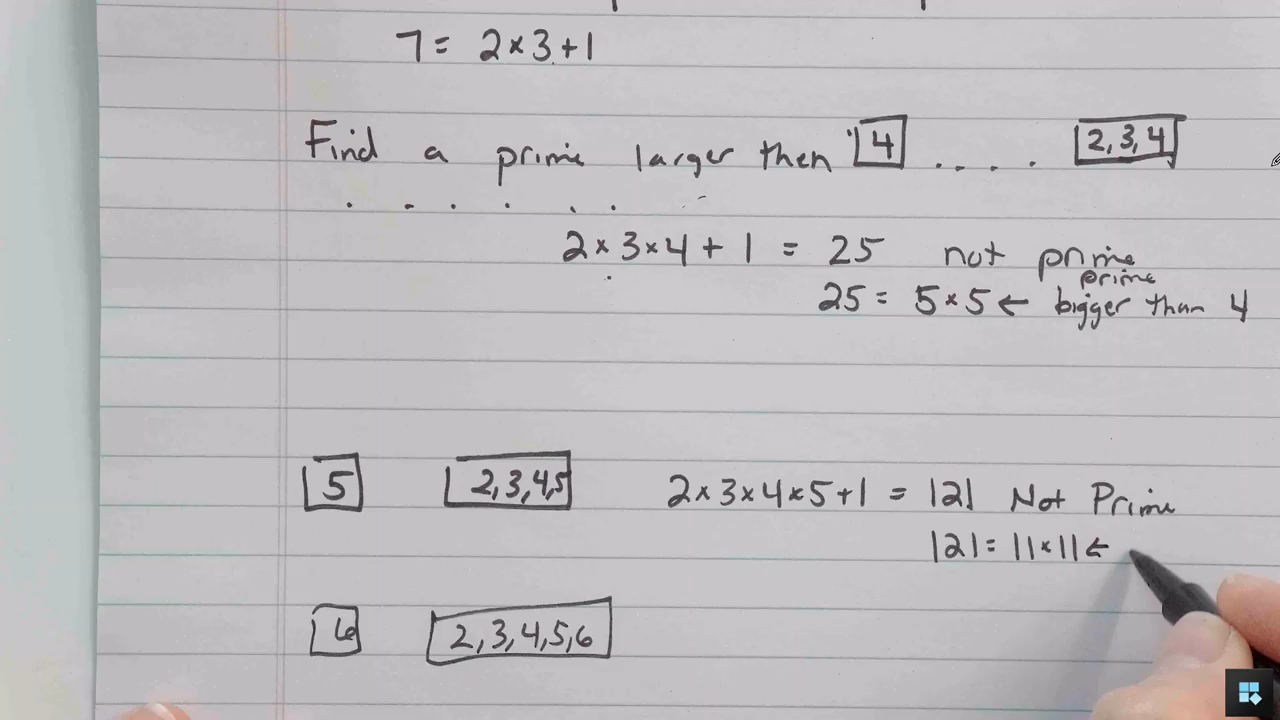 7 = 2×3+1
Find a prime larger then 4 .... 2,3,4
2×3×4+1 = 25 not prime
prime
25 = 5×5 ← bigger than 4
5 2,3,4,5 2×3×4×5+1 = 121 Not Prime
121 = 11×11 ←
6 2,3,4,5,6